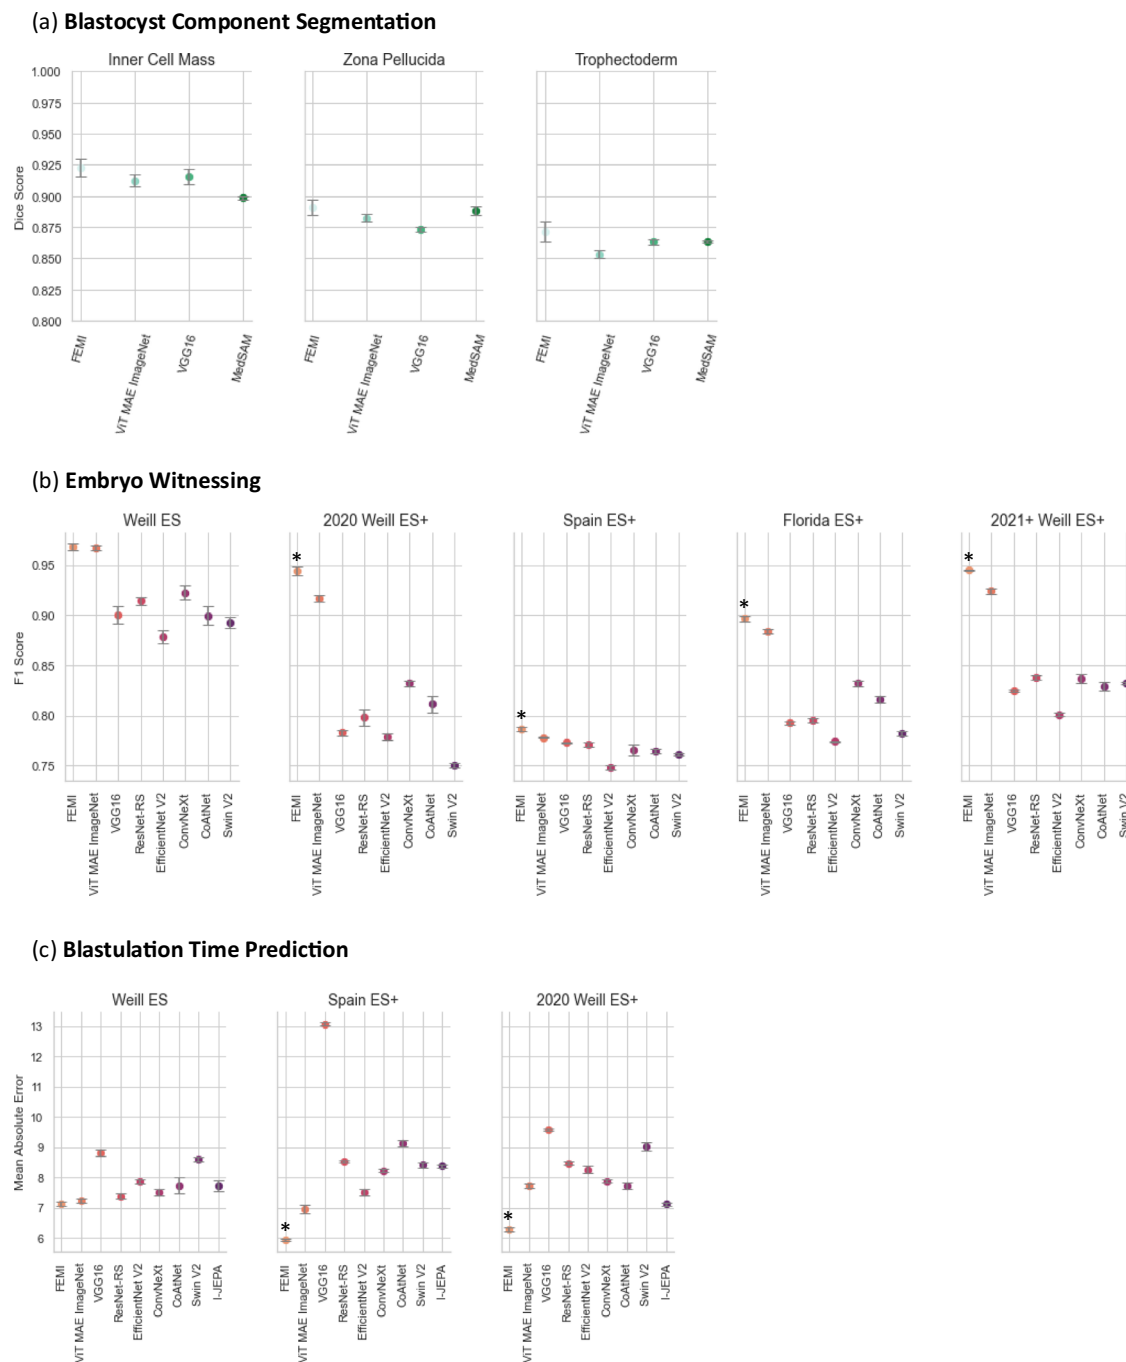 (a) Blastocyst Component Segmentation
Inner Cell Mass
Zona Pellucida
Trophectoderm
1.000
0.975
0.950
0.925
0.900
0.875
0.850
0.825
0.800
Dice Score
FEMI
ViT MAE ImageNet
VGG16
MedSAM
FEMI
ViT MAE ImageNet
VGG16
MedSAM
FEMI
ViT MAE ImageNet
VGG16
MedSAM
(b) Embryo Witnessing
Weill ES
2020 Weill ES+
Spain ES+
Florida ES+
2021+ Weill ES+
0.95
0.90
0.85
0.80
0.75
F1 Score
*
*
*
*
FEMI
ViT MAE ImageNet
VGG16
ResNet-RS
EfficientNet V2
ConvNeXt
CoAtNet
Swin V2
FEMI
ViT MAE ImageNet
VGG16
ResNet-RS
EfficientNet V2
ConvNeXt
CoAtNet
Swin V2
FEMI
ViT MAE ImageNet
VGG16
ResNet-RS
EfficientNet V2
ConvNeXt
CoAtNet
Swin V2
FEMI
ViT MAE ImageNet
VGG16
ResNet-RS
EfficientNet V2
ConvNeXt
CoAtNet
Swin V2
FEMI
ViT MAE ImageNet
VGG16
ResNet-RS
EfficientNet V2
ConvNeXt
CoAtNet
Swin V2
(c) Blastulation Time Prediction
Weill ES
Spain ES+
2020 Weill ES+
13
12
11
10
9
8
7
6
Mean Absolute Error
*
*
FEMI
ViT MAE ImageNet
VGG16
ResNet-RS
EfficientNet V2
ConvNeXt
CoAtNet
Swin V2
I-JEPA
FEMI
ViT MAE ImageNet
VGG16
ResNet-RS
EfficientNet V2
ConvNeXt
CoAtNet
Swin V2
I-JEPA
FEMI
ViT MAE ImageNet
VGG16
ResNet-RS
EfficientNet V2
ConvNeXt
CoAtNet
Swin V2
I-JEPA